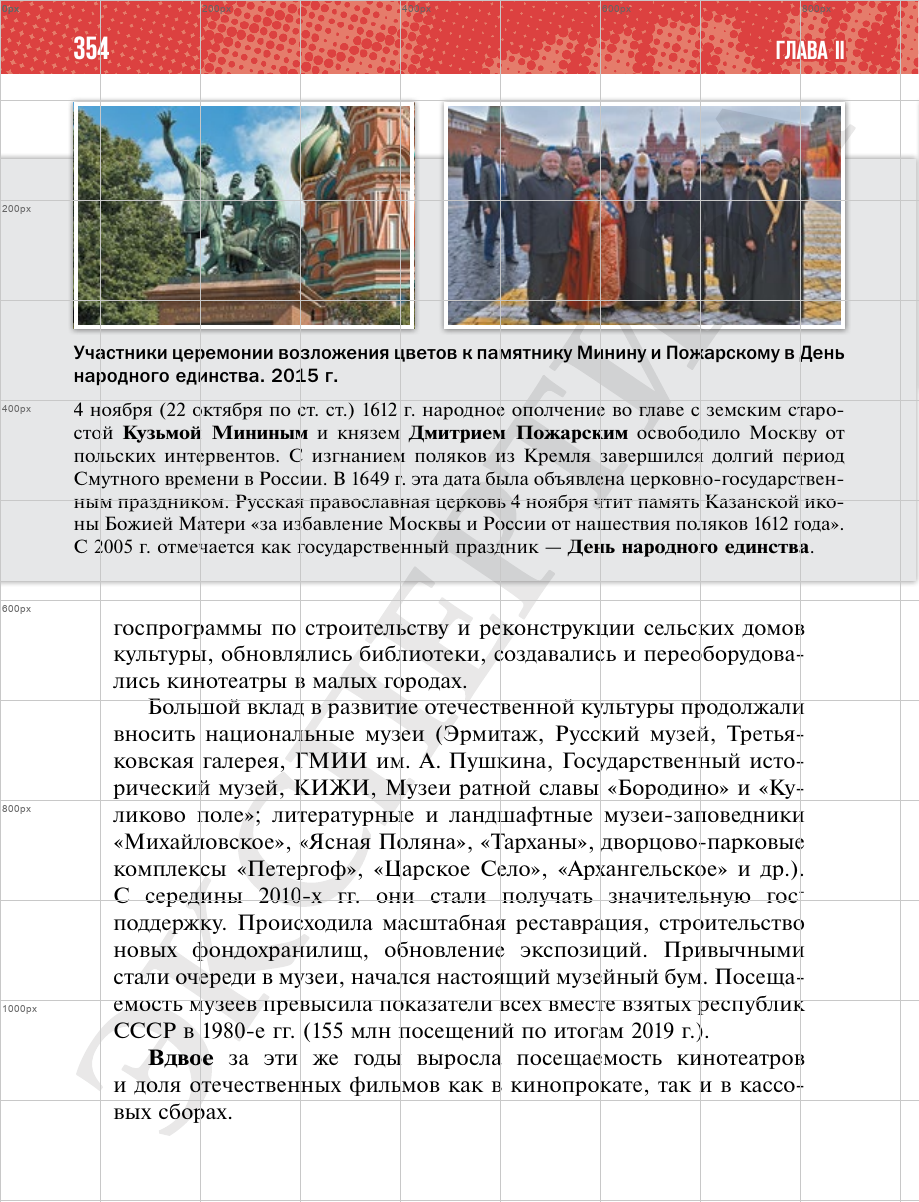 354
ГЛАВА II
Участники церемонии возложения цветов к памятнику Минину и Пожарскому в День
народного единства. 2015 г.
4 ноября (22 октября по ст. ст.) 1612 г. народное ополчение во главе с земским старо-
стой Кузьмой Мининым и князем Дмитрием Пожарским освободило Москву от
польских интервентов. С изгнанием поляков из Кремля завершился долгий период
Смутного времени в России. В 1649 г. эта дата была объявлена церковно-государствен-
ным праздником. Русская православная церковь 4 ноября чтит память Казанской ико-
ны Божией Матери «за избавление Москвы и России от нашествия поляков 1612 года».
С 2005 г. отмечается как государственный праздник — День народного единства.
госпрограммы по строительству и реконструкции сельских домов
культуры, обновлялись библиотеки, создавались и переоборудова-
лись кинотеатры в малых городах.
Большой вклад в развитие отечественной культуры продолжали
вносить национальные музеи (Эрмитаж, Русский музей, Третья-
ковская галерея, ГМИИ им. А. Пушкина, Государственный исто-
рический музей, КИЖИ, Музеи ратной славы «Бородино» и «Ку-
ликово поле»; литературные и ландшафтные музеи-заповедники
«Михайловское», «Ясная Поляна», «Тарханы», дворцово-парковые
комплексы «Петергоф», «Царское Село», «Архангельское» и др.).
С середины 2010-х гг. они стали получать значительную гос-
поддержку. Происходила масштабная реставрация, строительство
новых фондохранилищ, обновление экспозиций. Привычными
стали очереди в музеи, начался настоящий музейный бум. Посеща-
емость музеев превысила показатели всех вместе взятых республик
СССР в 1980-е гг. (155 млн посещений по итогам 2019 г.).
Вдвое за эти же годы выросла посещаемость кинотеатров
и доля отечественных фильмов как в кинопрокате, так и в кассо-
вых сборах.
200px
400px
600px
800px
1000px